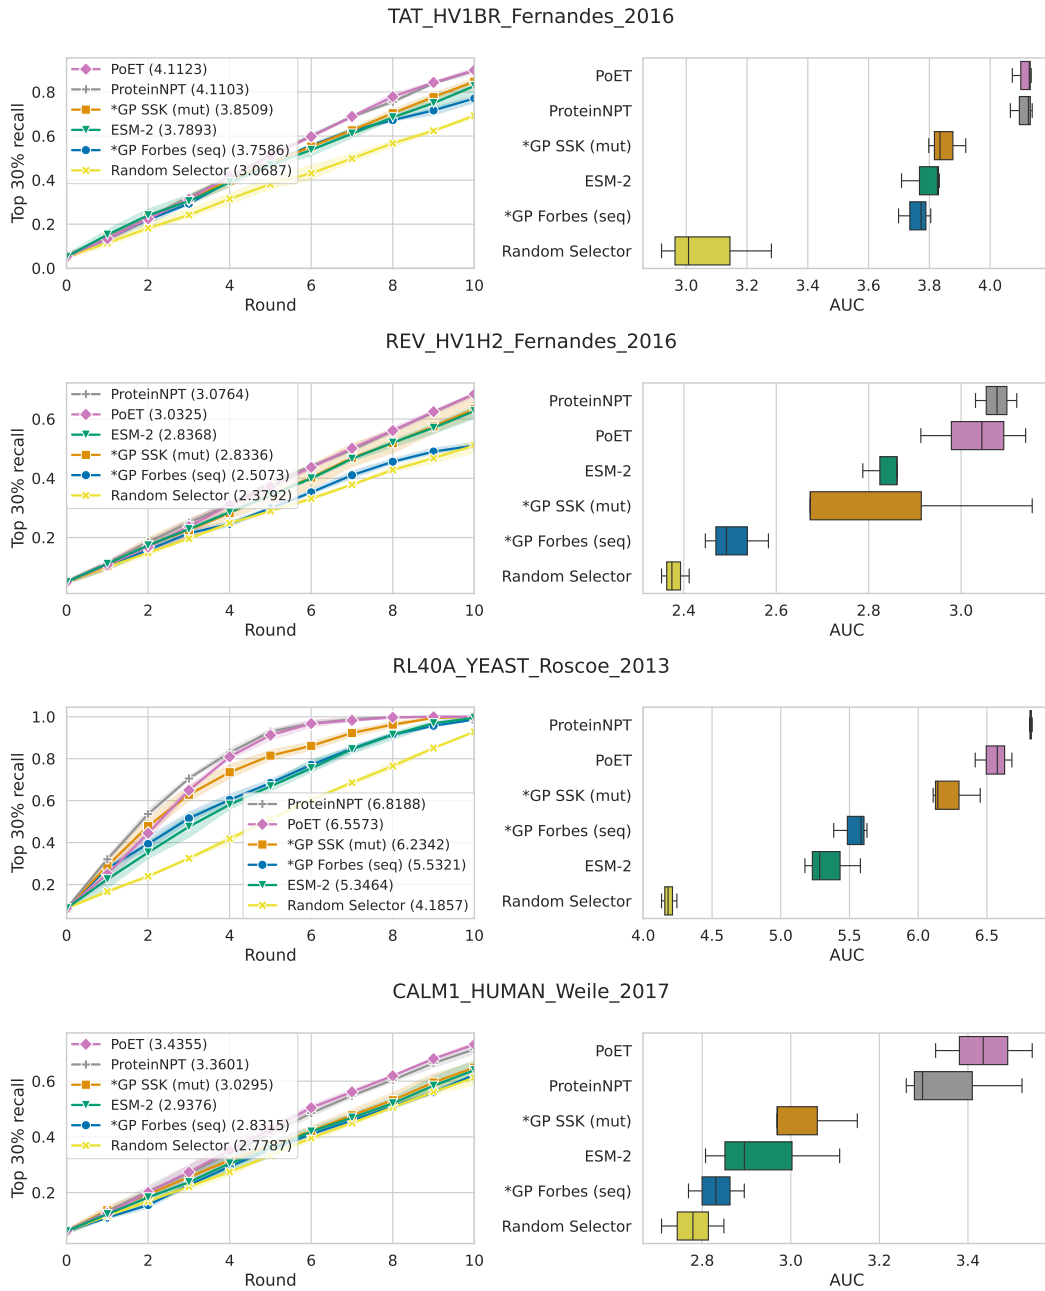 TAT_HV1BR_Fernandes_2016
Top 30% recall
0.8
0.6
0.4
0.2
0.0
PoET (4.1123)
ProteinNPT (4.1103)
*GP SSK (mut) (3.8509)
ESM-2 (3.7893)
*GP Forbes (seq) (3.7586)
Random Selector (3.0687)
0 2 4 6 8 10
Round
PoET
ProteinNPT
*GP SSK (mut)
ESM-2
*GP Forbes (seq)
Random Selector
3.0 3.2 3.4 3.6 3.8 4.0
AUC
REV_HV1H2_Fernandes_2016
Top 30% recall
0.6
0.4
0.2
ProteinNPT (3.0764)
PoET (3.0325)
ESM-2 (2.8368)
*GP SSK (mut) (2.8336)
*GP Forbes (seq) (2.5073)
Random Selector (2.3792)
0 2 4 6 8 10
Round
ProteinNPT
PoET
ESM-2
*GP SSK (mut)
*GP Forbes (seq)
Random Selector
2.4 2.6 2.8 3.0
AUC
RL40A_YEAST_Roscoe_2013
Top 30% recall
1.0
0.8
0.6
0.4
0.2
ProteinNPT (6.8188)
PoET (6.5573)
*GP SSK (mut) (6.2342)
*GP Forbes (seq) (5.5321)
ESM-2 (5.3464)
Random Selector (4.1857)
0 2 4 6 8 10
Round
ProteinNPT
PoET
*GP SSK (mut)
*GP Forbes (seq)
ESM-2
Random Selector
4.0 4.5 5.0 5.5 6.0 6.5
AUC
CALM1_HUMAN_Weile_2017
Top 30% recall
0.6
0.4
0.2
PoET (3.4355)
ProteinNPT (3.3601)
*GP SSK (mut) (3.0295)
ESM-2 (2.9376)
*GP Forbes (seq) (2.8315)
Random Selector (2.7787)
0 2 4 6 8 10
Round
PoET
ProteinNPT
*GP SSK (mut)
ESM-2
*GP Forbes (seq)
Random Selector
2.8 3.0 3.2 3.4
AUC